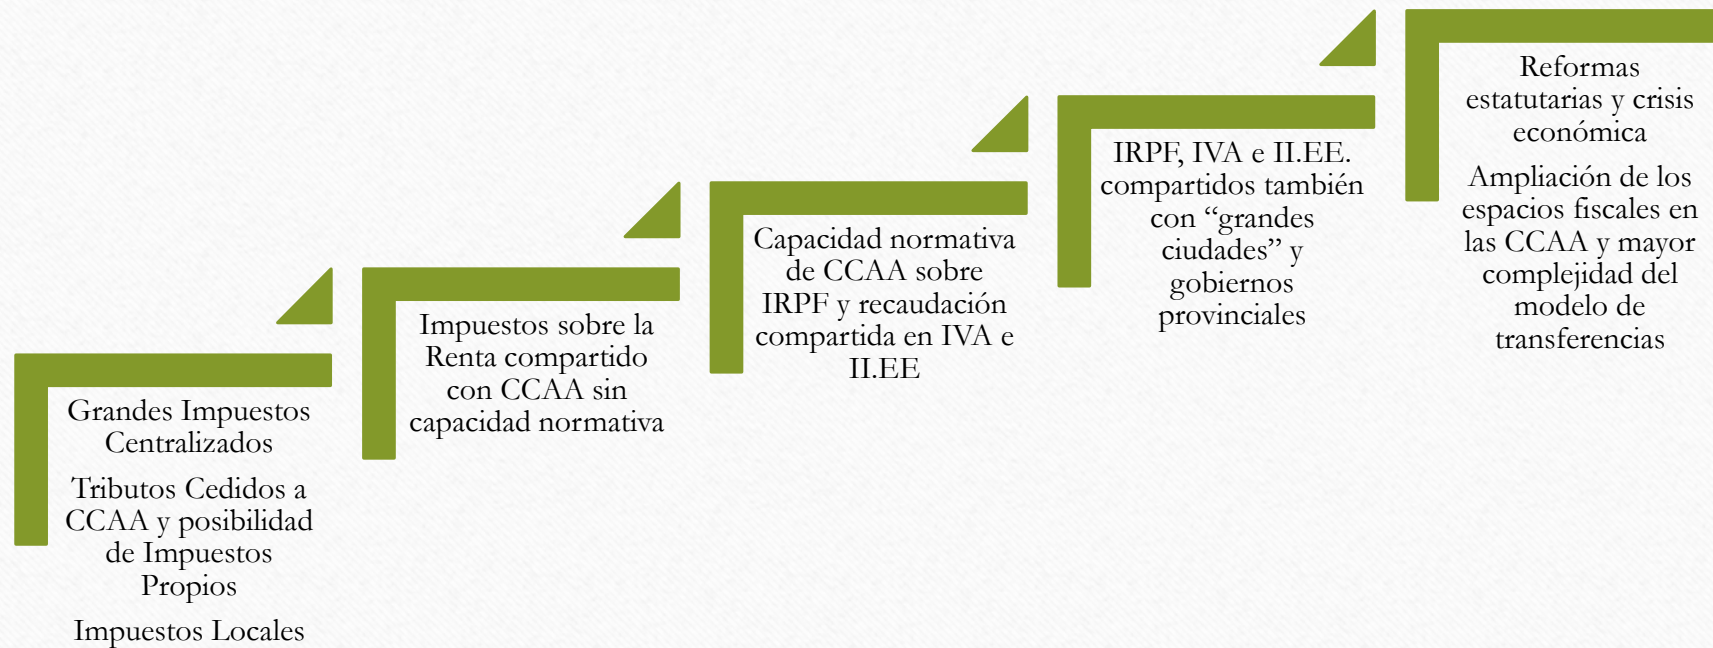 Grandes Impuestos
Centralizados
Tributos Cedidos a
CCAA y posibilidad
de Impuestos
Propios
Impuestos Locales
Impuestos sobre la
Renta compartido
con CCAA sin
capacidad normativa
Capacidad normativa
de CCAA sobre
IRPF y recaudación
compartida en IVA e
II.EE
IRPF, IVA e II.EE.
compartidos también
con “grandes
ciudades” y
gobiernos
provinciales
Reformas
estatutarias y crisis
económica
Ampliación de los
espacios fiscales en
las CCAA y mayor
complejidad del
modelo de
transferencias